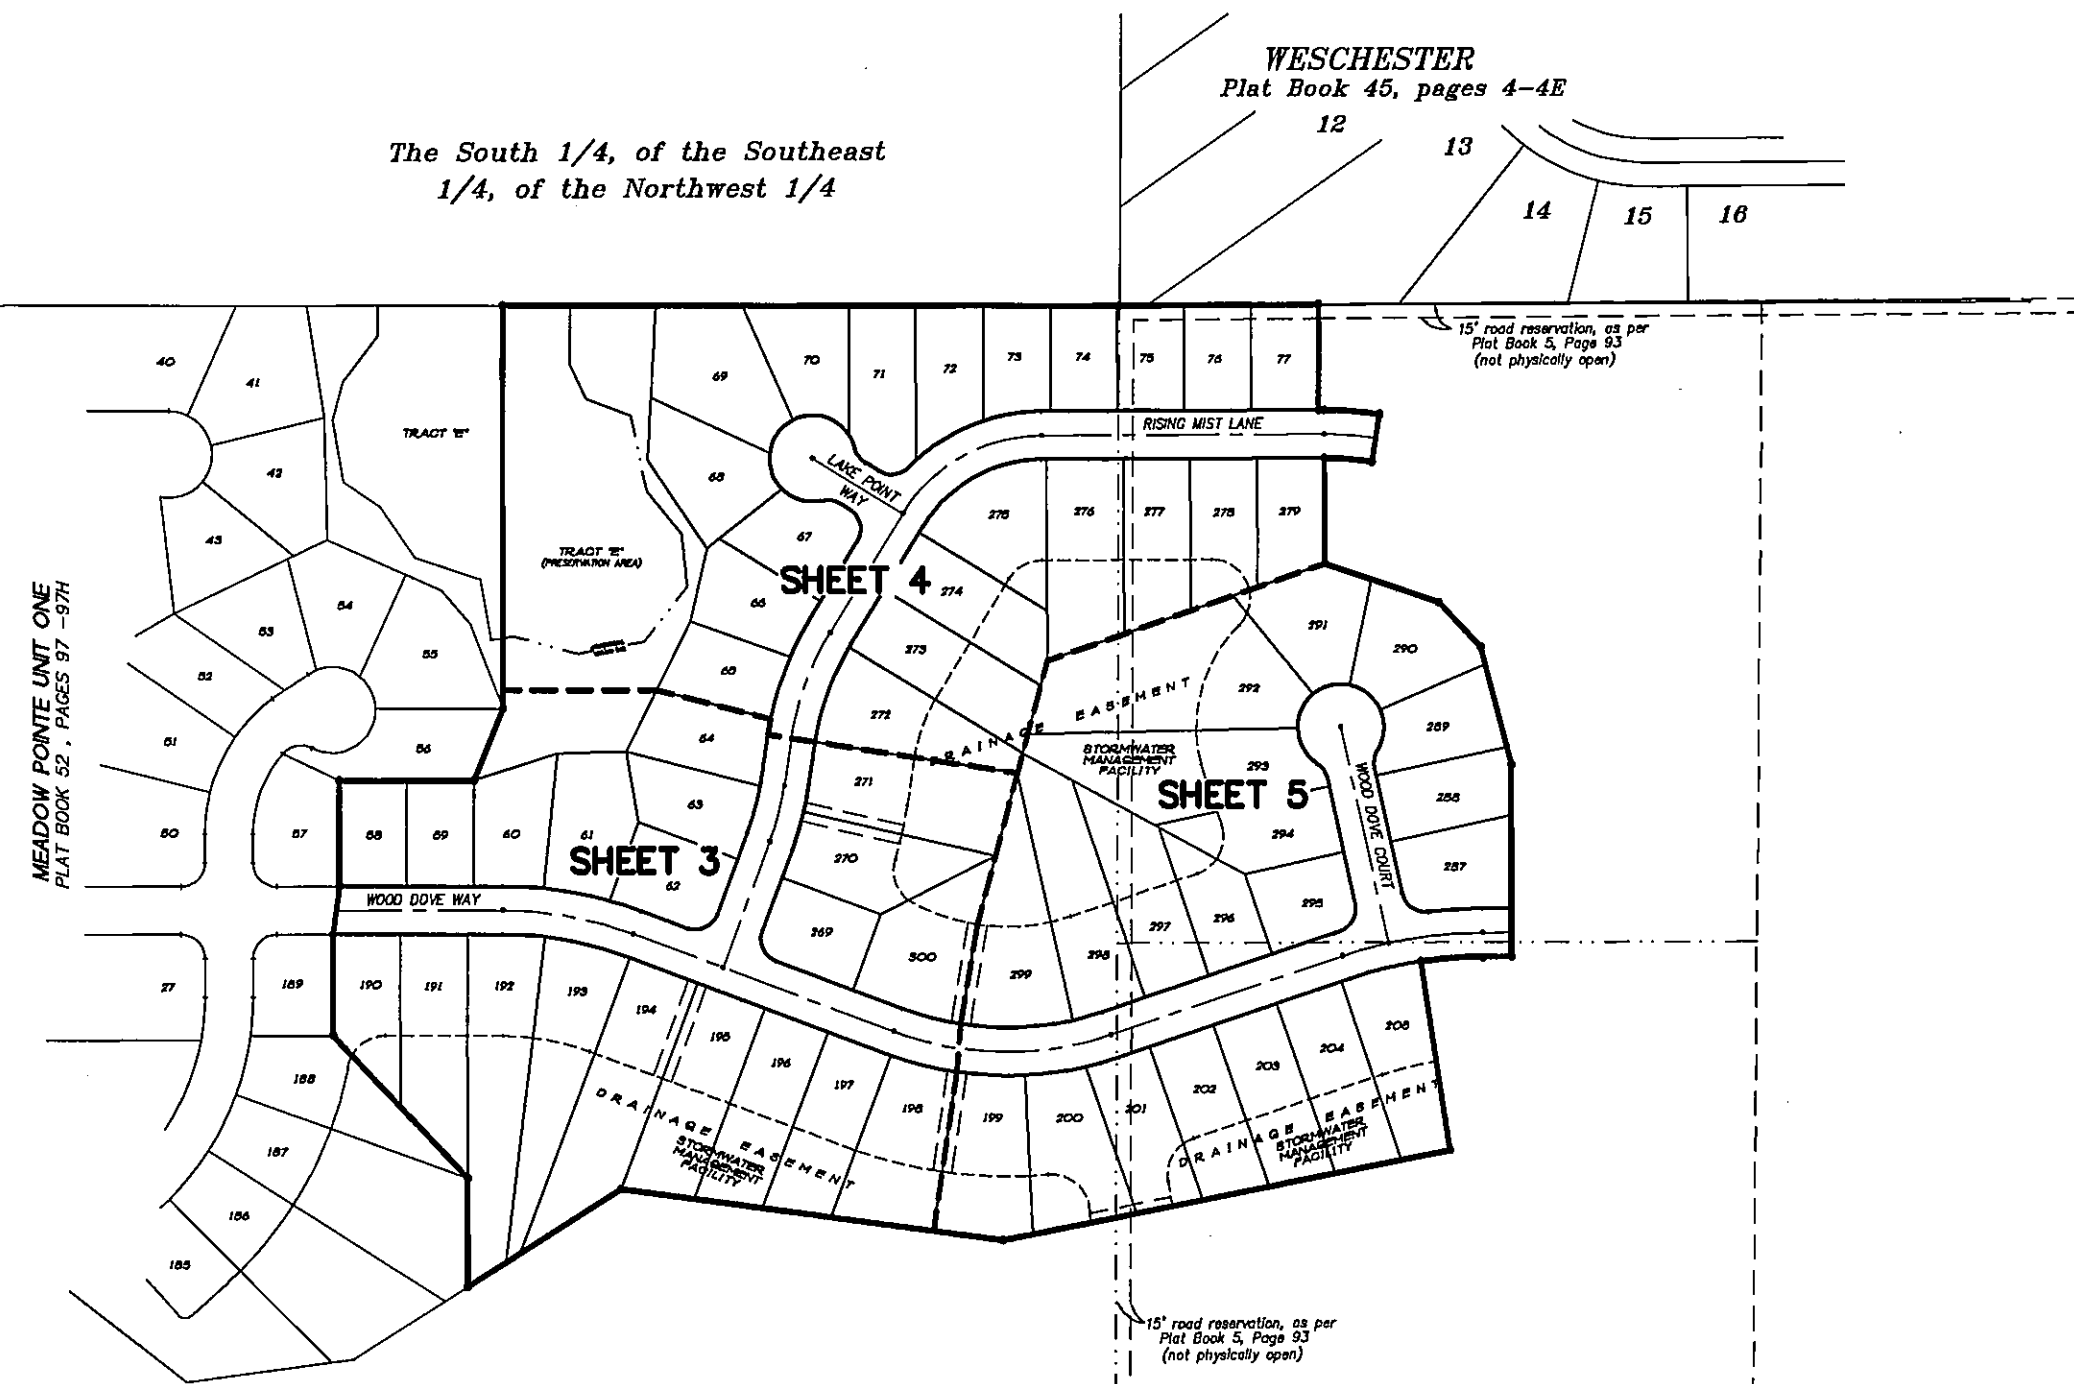 WESCHESTER
Plat Book 45, pages 4-4E
12
13
14
15
16
The South 1/4, of the Southeast
1/4, of the Northwest 1/4
15' road reservation, as per
Plat Book 5, Page 93
(not physically open)
40
41
42
43
TRACT "E"
69
70
71
72
73
74
75
76
77
RISING MIST LANE
LAKE POINT
WAY
68
67
TRACT "E"
(PRESERVATION AREA)
275
276
277
278
279
SHEET 4
66
274
273
65
272
MEADOW POINTE UNIT ONE
PLAT BOOK 52, PAGES 97 -97H
54
53
55
52
51
56
64
291
290
292
289
DRAINAGE EASEMENT
STORMWATER
MANAGEMENT
FACILITY
293
SHEET 5
WOOD DOVE COURT
288
271
63
50
57
58
59
60
61
SHEET 3
62
270
294
287
WOOD DOVE WAY
269
300
299
298
297
296
295
27
189
190
191
192
193
194
195
196
197
198
199
200
201
202
203
204
205
188
187
186
185
DRAINAGE EASEMENT
STORMWATER
MANAGEMENT
FACILITY
DRAINAGE EASEMENT
STORMWATER
MANAGEMENT
FACILITY
15' road reservation, as per
Plat Book 5, Page 93
(not physically open)